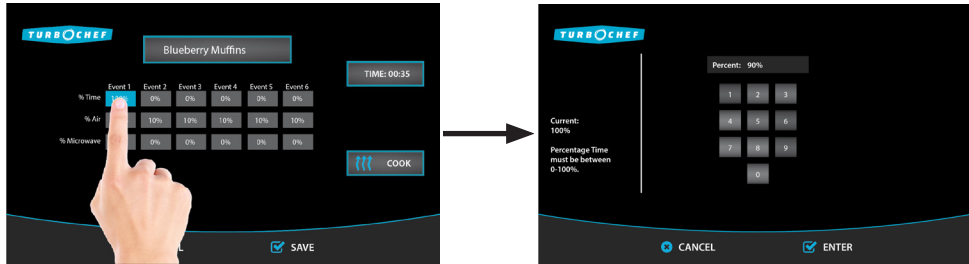 TURBOCHEF
Blueberry Muffins
TIME: 00:35
Event 1 Event 2 Event 3 Event 4 Event 5 Event 6
% Time 0% 0% 0% 0% 0%
% Air 10% 10% 10% 10% 10%
% Microwave 0% 0% 0% 0% 0%
COOK
SAVE
TURBOCHEF
Percent: 90%
1 2 3
Current:
100%
4 5 6
Percentage Time
must be between
0-100%.
7 8 9
0
CANCEL ENTER